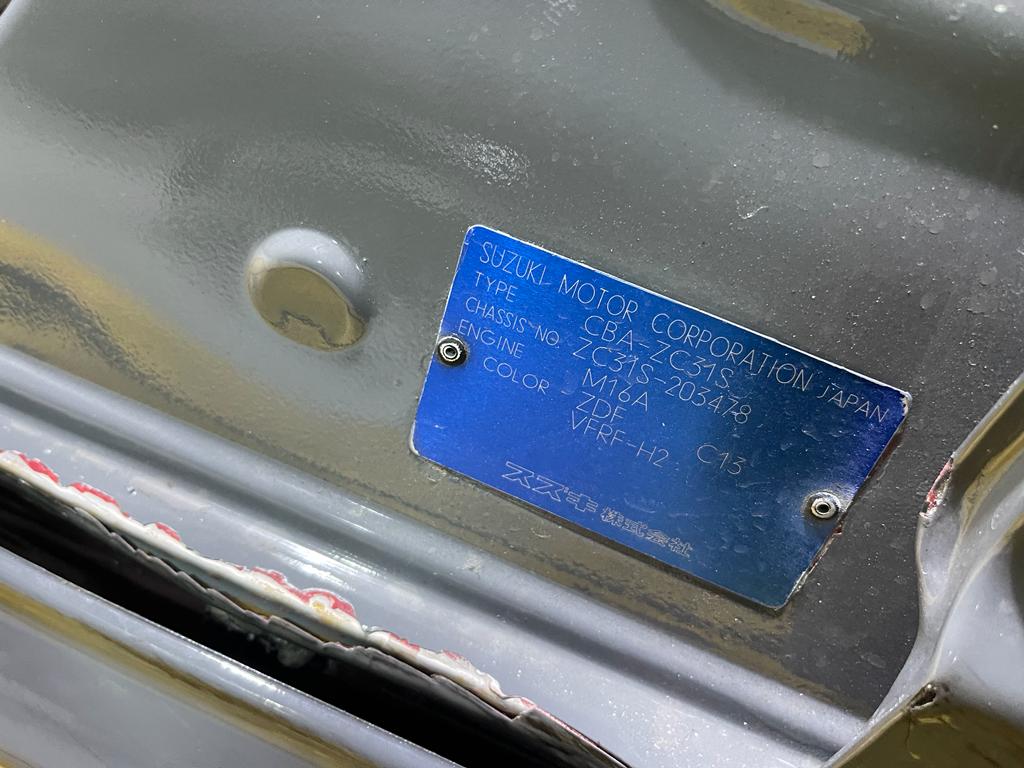 SUZUKI MOTOR CORPORATION JAPAN
TYPE CBA-ZC31S
CHASSIS NO. ZC31S-203478
ENGINE M16A
COLOR ZDE
VFRF-H2 C13
スズキ株式会社